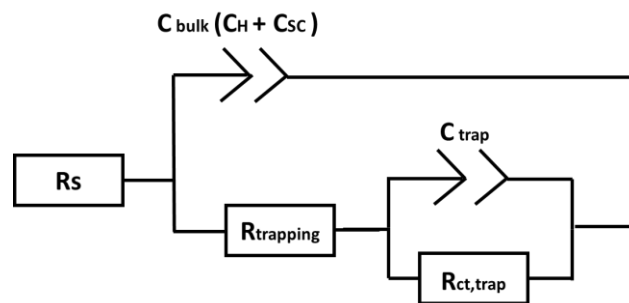 C bulk (CH + CSC)
C trap
Rs
Rtrapping
Rct,trap